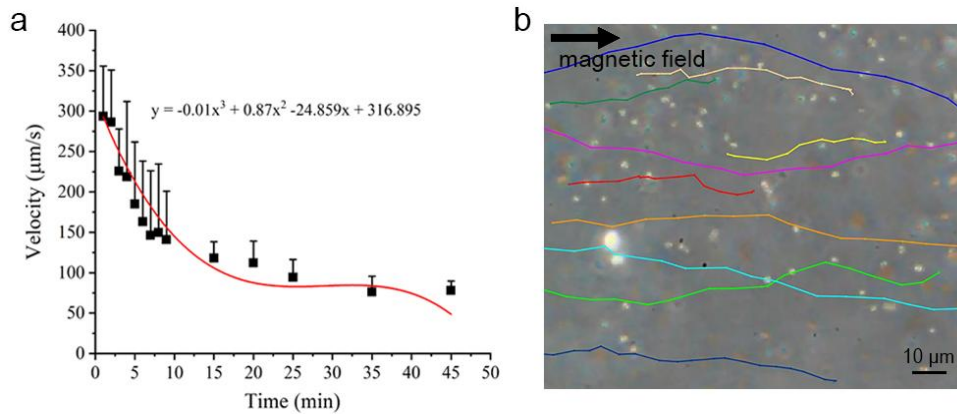 a
400
350
300
250
200
150
100
50
0
Velocity (µm/s)
y = -0.01x³ + 0.87x² -24.859x + 316.895
0 5 10 15 20 25 30 35 40 45 50
Time (min)
b
magnetic field
10 µm